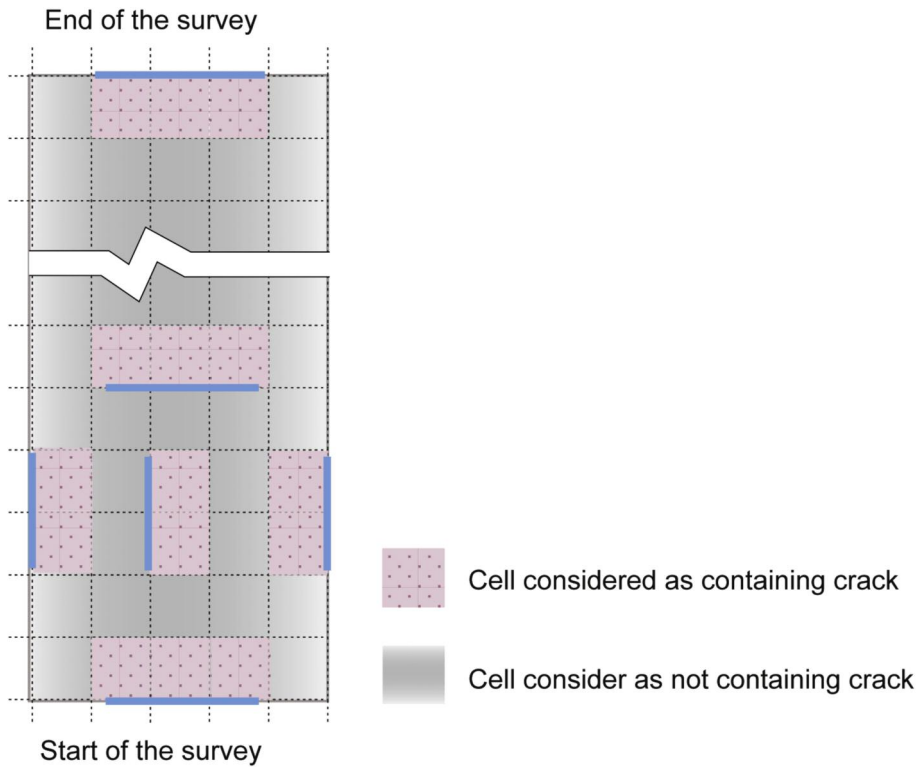 End of the survey
Cell considered as containing crack
Cell consider as not containing crack
Start of the survey